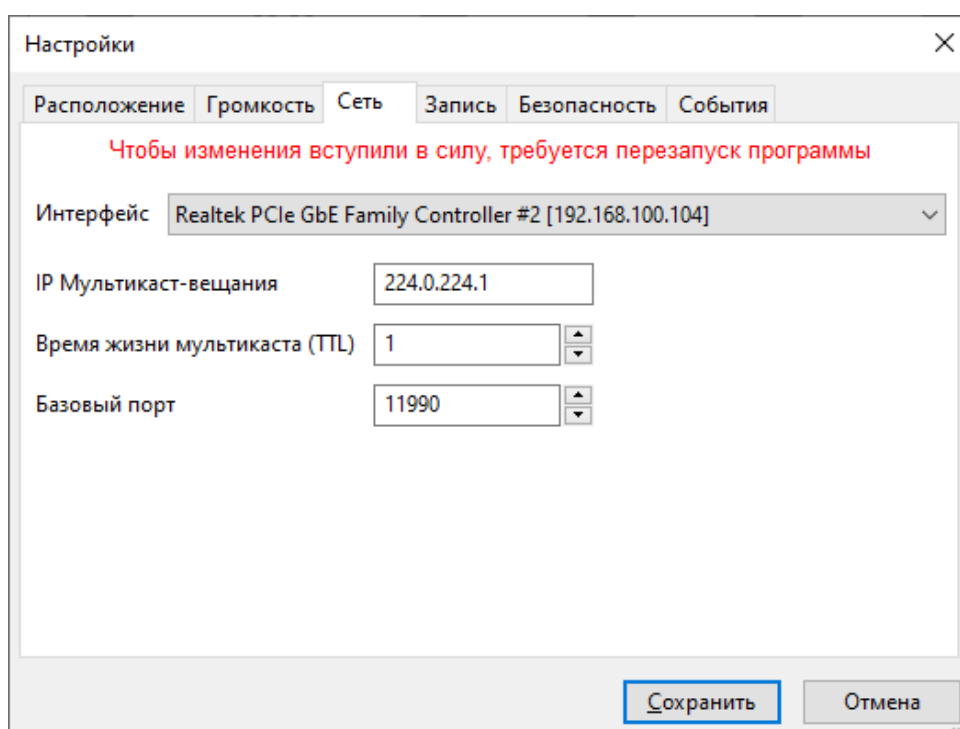 Настройки
Расположение Громкость Сеть Запись Безопасность События
Чтобы изменения вступили в силу, требуется перезапуск программы
Интерфейс Realtek PCIe GbE Family Controller #2 [192.168.100.104]
IP Мультикаст-вещания 224.0.224.1
Время жизни мультикаста (TTL) 1
Базовый порт 11990
Сохранить Отмена